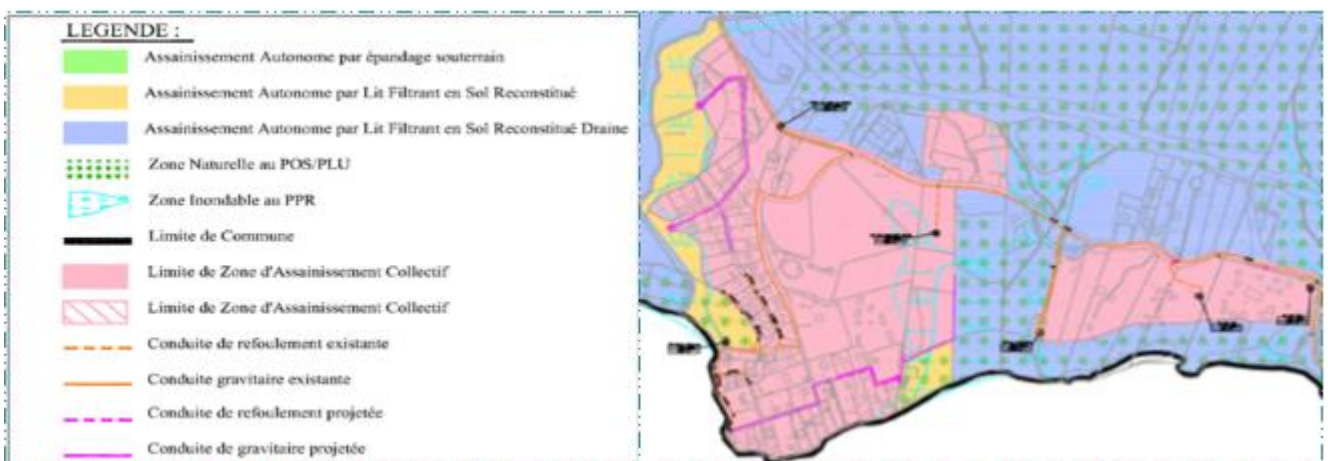 LEGENDE :
Assainissement Autonome par épandage souterrain
Assainissement Autonome par Lit Filtrant en Sol Reconstitué
Assainissement Autonome par Lit Filtrant en Sol Reconstitué Draine
Zone Naturelle au POS/PLU
Zone Inondable au PPR
Limite de Commune
Limite de Zone d'Assainissement Collectif
Limite de Zone d'Assainissement Collectif
Conduite de refoulement existante
Conduite gravitaire existante
Conduite de refoulement projetée
Conduite de gravitaire projetée